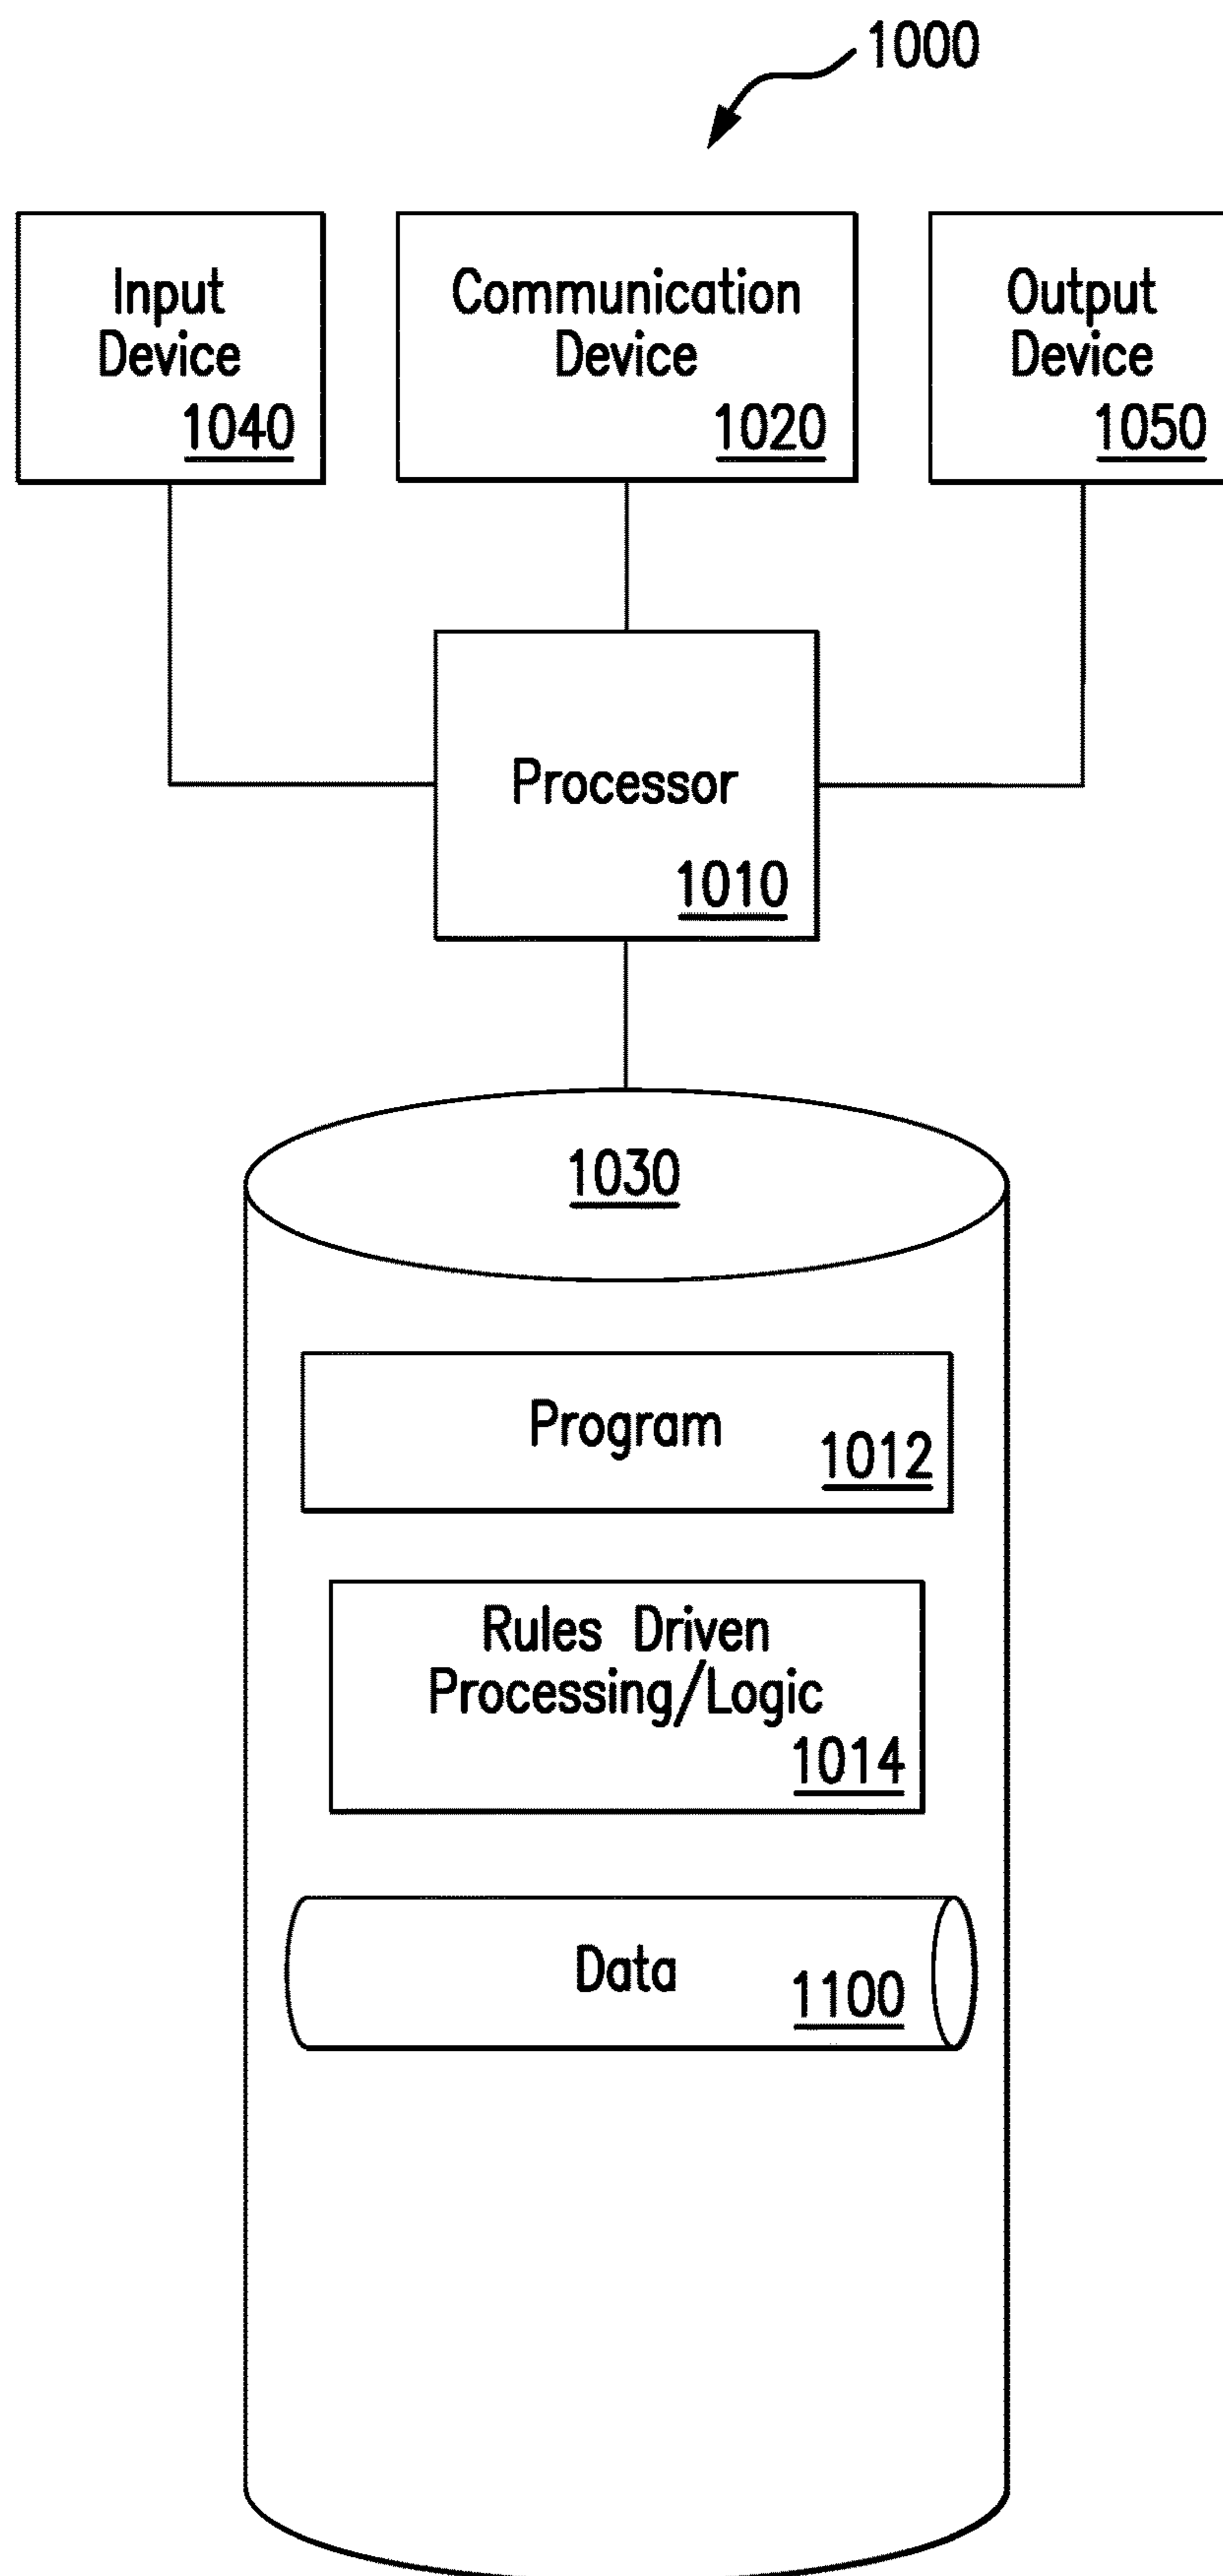 1000
Input
Device
1040
Communication
Device
1020
Output
Device
1050
Processor
1010
1030
Program
1012
Rules Driven
Processing/Logic
1014
Data
1100